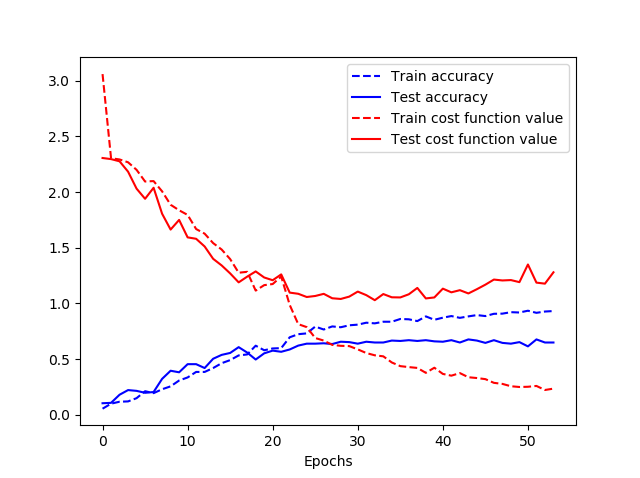 Train accuracy
Test accuracy
Train cost function value
Test cost function value
3.0
2.5
2.0
1.5
1.0
0.5
0.0
0 10 20 30 40 50
Epochs